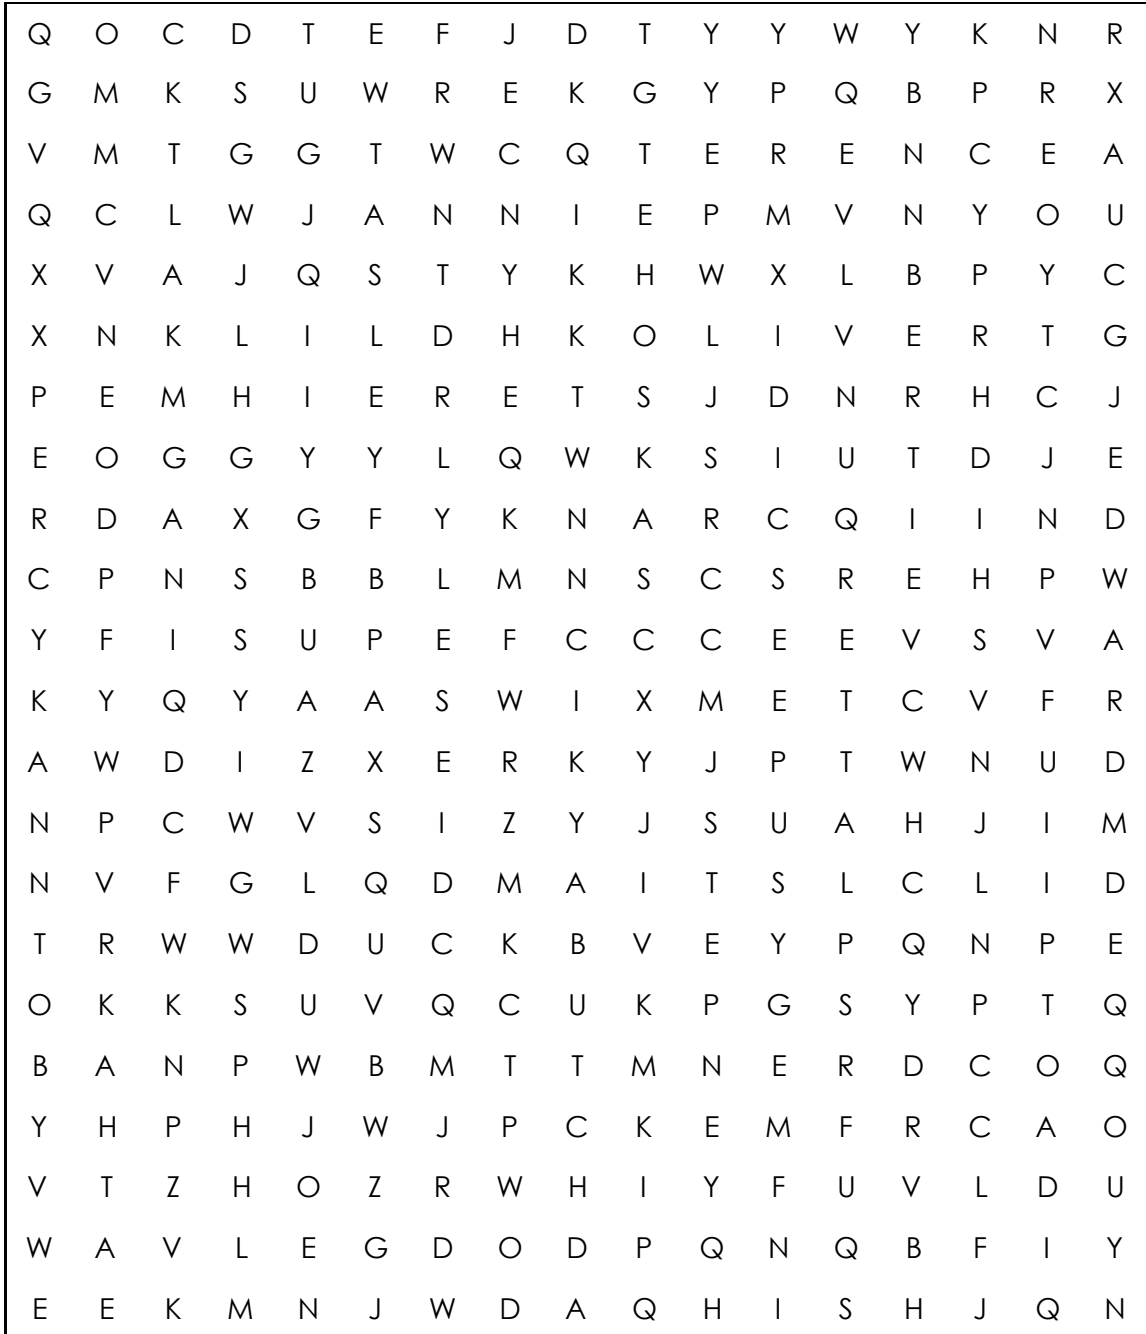 Q O C D T E F J D T Y Y W Y K N R
G M K S U W R E K G Y P Q B P R X
V M T G G T W C Q T E R E N C E A
Q C L W J A N N I E P M V N Y O U
X V A J Q S T Y K H W X L B P Y C
X N K L I L D H K O L I V E R T G
P E M H I E R E T S J D N R H C J
E O G G Y Y L Q W K S I U T D J E
R D A X G F Y K N A R C Q I I N D
C P N S B B L M N S C S R E H P W
Y F I S U P E F C C C E E V S V A
K Y Q Y A A S W I X M E T C V F R
A W D I Z X E R K Y J P T W N U D
N P C W V S I Z Y J S U A H J I M
N V F G L Q D M A I T S L C L I D
T R W W D U C K B V E Y P Q N P E
O K K S U V Q C U K P G S Y P T Q
B A N P W B M T T M N E R D C O Q
Y H P H J W J P C K E M F R C A O
V T Z H O Z R W H I Y F U V L D U
W A V L E G D O D P Q N Q B F I Y
E E K M N J W D A Q H I S H J Q N